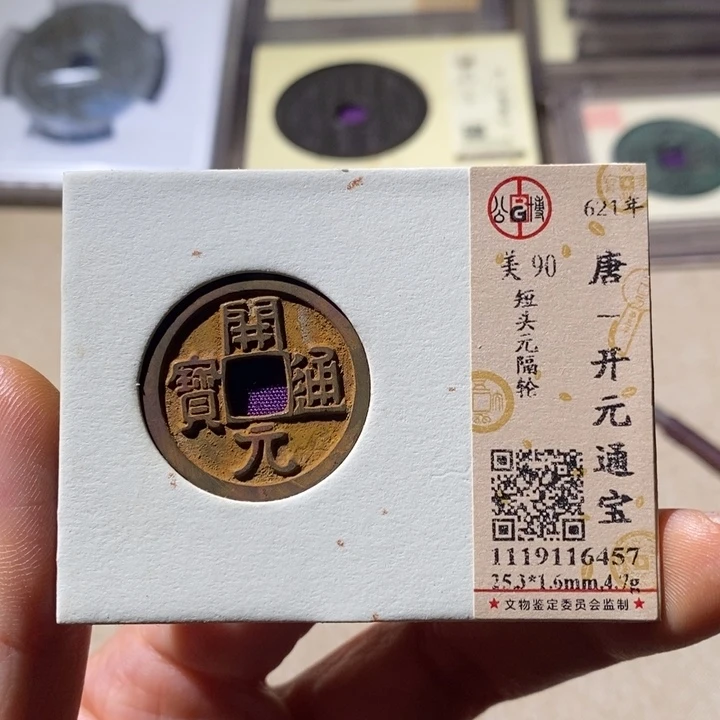 開
通
寶
元
公G博
621年
唐一开元通宝
美90
短头元隔轮
1119116457
25.3*1.6mm,4.7g
★文物鉴定委员会监制★